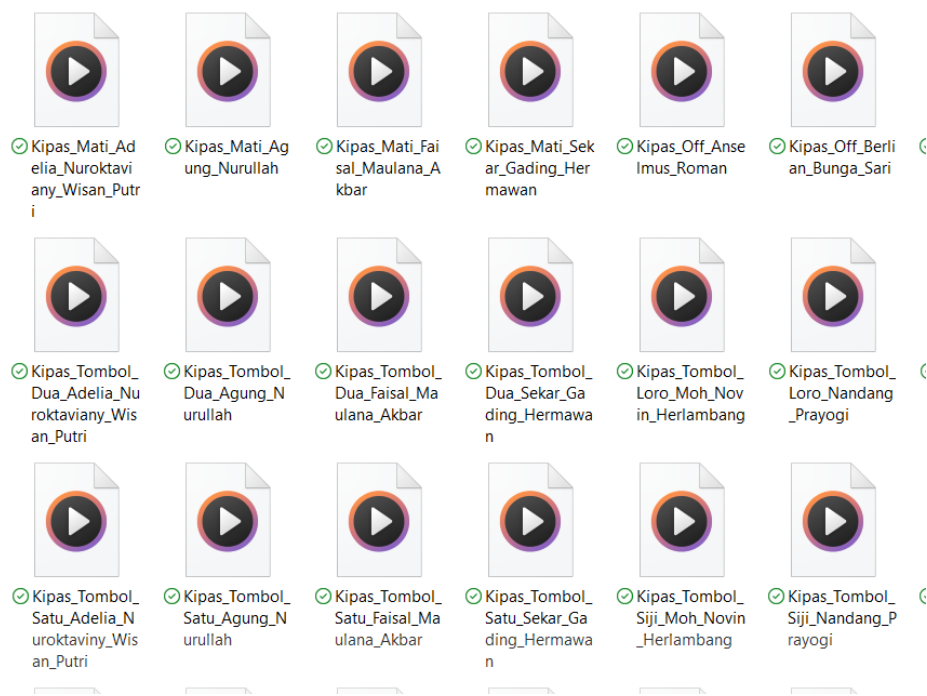 Kipas_Mati_Ad
elia_Nuroktavi
any_Wisan_Putr
i
Kipas_Mati_Ag
ung_Nurullah
Kipas_Mati_Fai
sal_Maulana_A
kbar
Kipas_Mati_Sek
ar_Gading_Her
mawan
Kipas_Off_Anse
lmus_Roman
Kipas_Off_Berli
an_Bunga_Sari
Kipas_Tombol_
Dua_Adelia_Nu
roktaviany_Wis
an_Putri
Kipas_Tombol_
Dua_Agung_N
urullah
Kipas_Tombol_
Dua_Faisal_Ma
ulana_Akbar
Kipas_Tombol_
Dua_Sekar_Ga
ding_Hermawa
n
Kipas_Tombol_
Loro_Moh_Nov
in_Herlambang
Kipas_Tombol_
Loro_Nandang
_Prayogi
Kipas_Tombol_
Satu_Adelia_N
uroktaviny_Wis
an_Putri
Kipas_Tombol_
Satu_Agung_N
urullah
Kipas_Tombol_
Satu_Faisal_Ma
ulana_Akbar
Kipas_Tombol_
Satu_Sekar_Ga
ding_Hermawa
n
Kipas_Tombol_
Siji_Moh_Novin
_Herlambang
Kipas_Tombol_
Siji_Nandang_P
rayogi